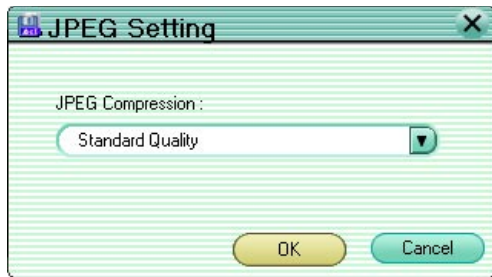 JPEG Setting
JPEG Compression :
Standard Quality
OK
Cancel